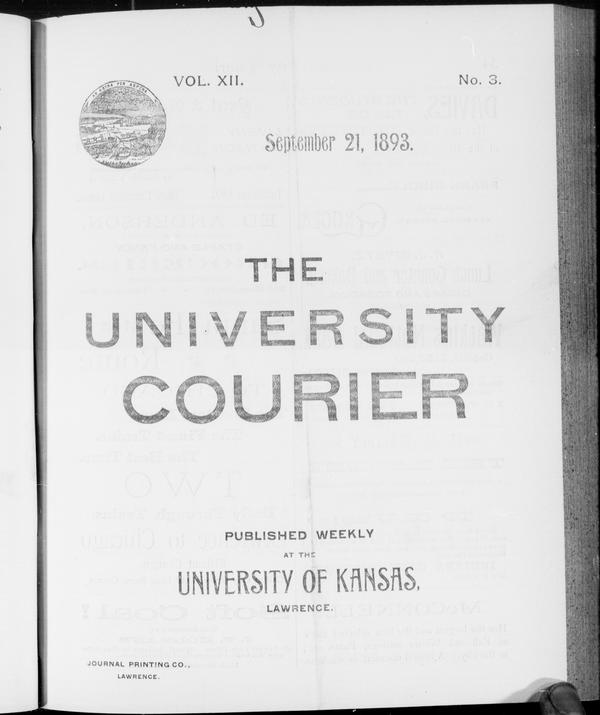 VOL. XII.
No. 3.
September 21, 1893.
THE
UNIVERSITY
COURIER
PUBLISHED WEEKLY
AT THE
UNIVERSITY OF KANSAS,
LAWRENCE.
JOURNAL PRINTING CO.,
LAWRENCE.